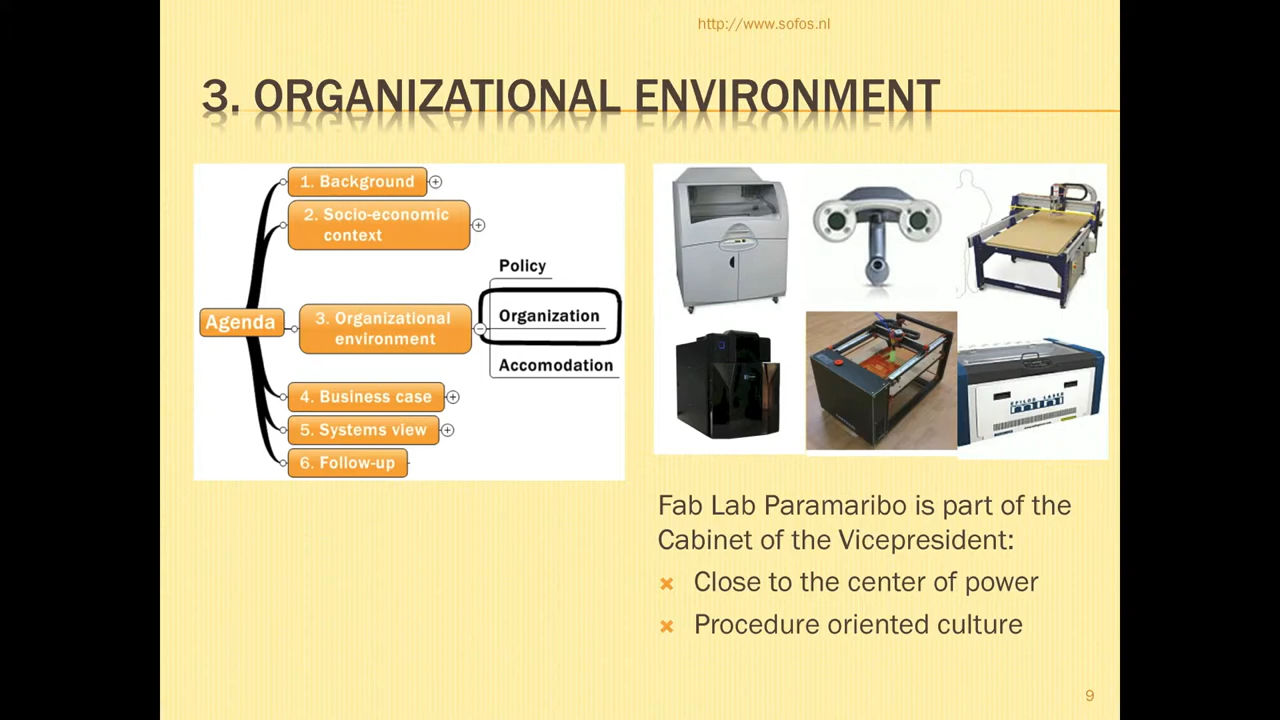 http://www.sofos.nl
3. ORGANIZATIONAL ENVIRONMENT
1. Background
2. Socio-economic
context
Policy
Agenda
3. Organizational
environment
Organization
Accomodation
4. Business case
5. Systems view
6. Follow-up
EPILOG LASER
Fab Lab Paramaribo is part of the
Cabinet of the Vicepresident:
Close to the center of power
Procedure oriented culture
9